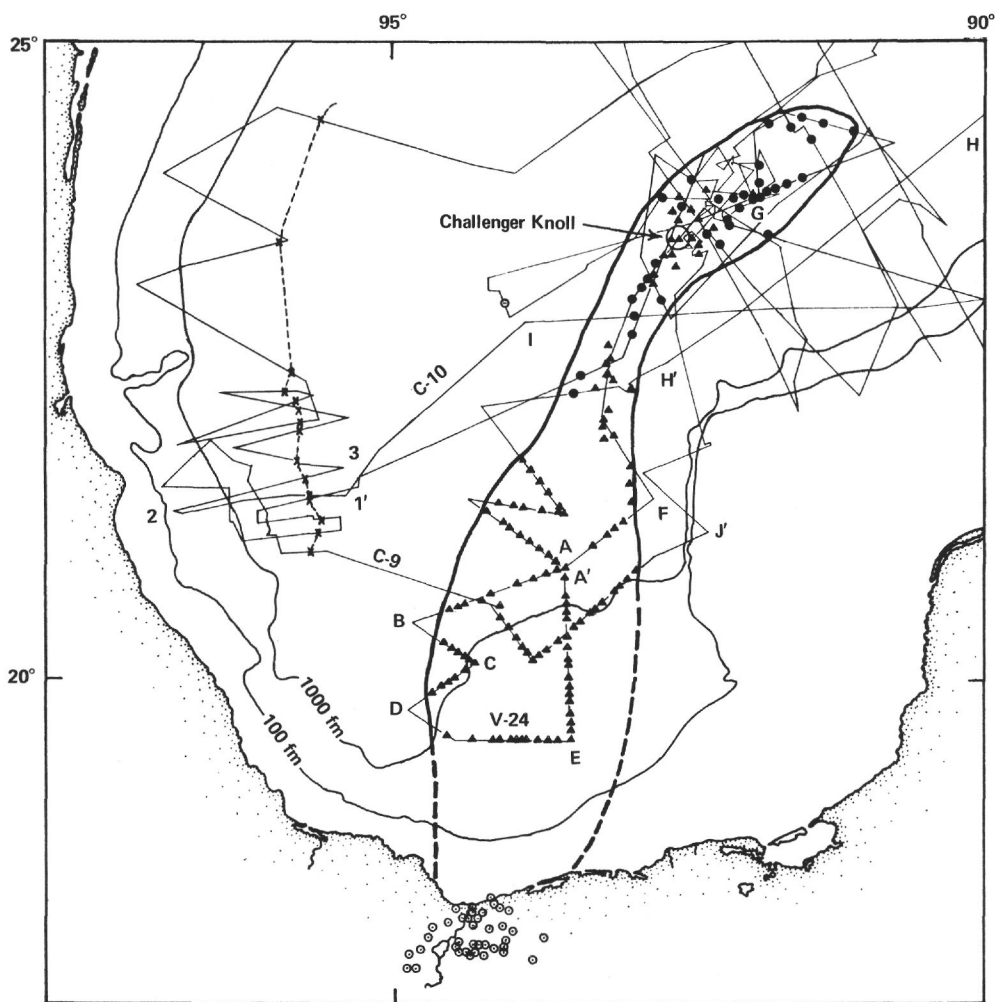 95°
90°
25°
H
G
Challenger Knoll
I
C-10
H'
3
1'
2
F
J'
A
C-9
A'
B
C
20°
D
1000 fm
V-24
100 fm
E